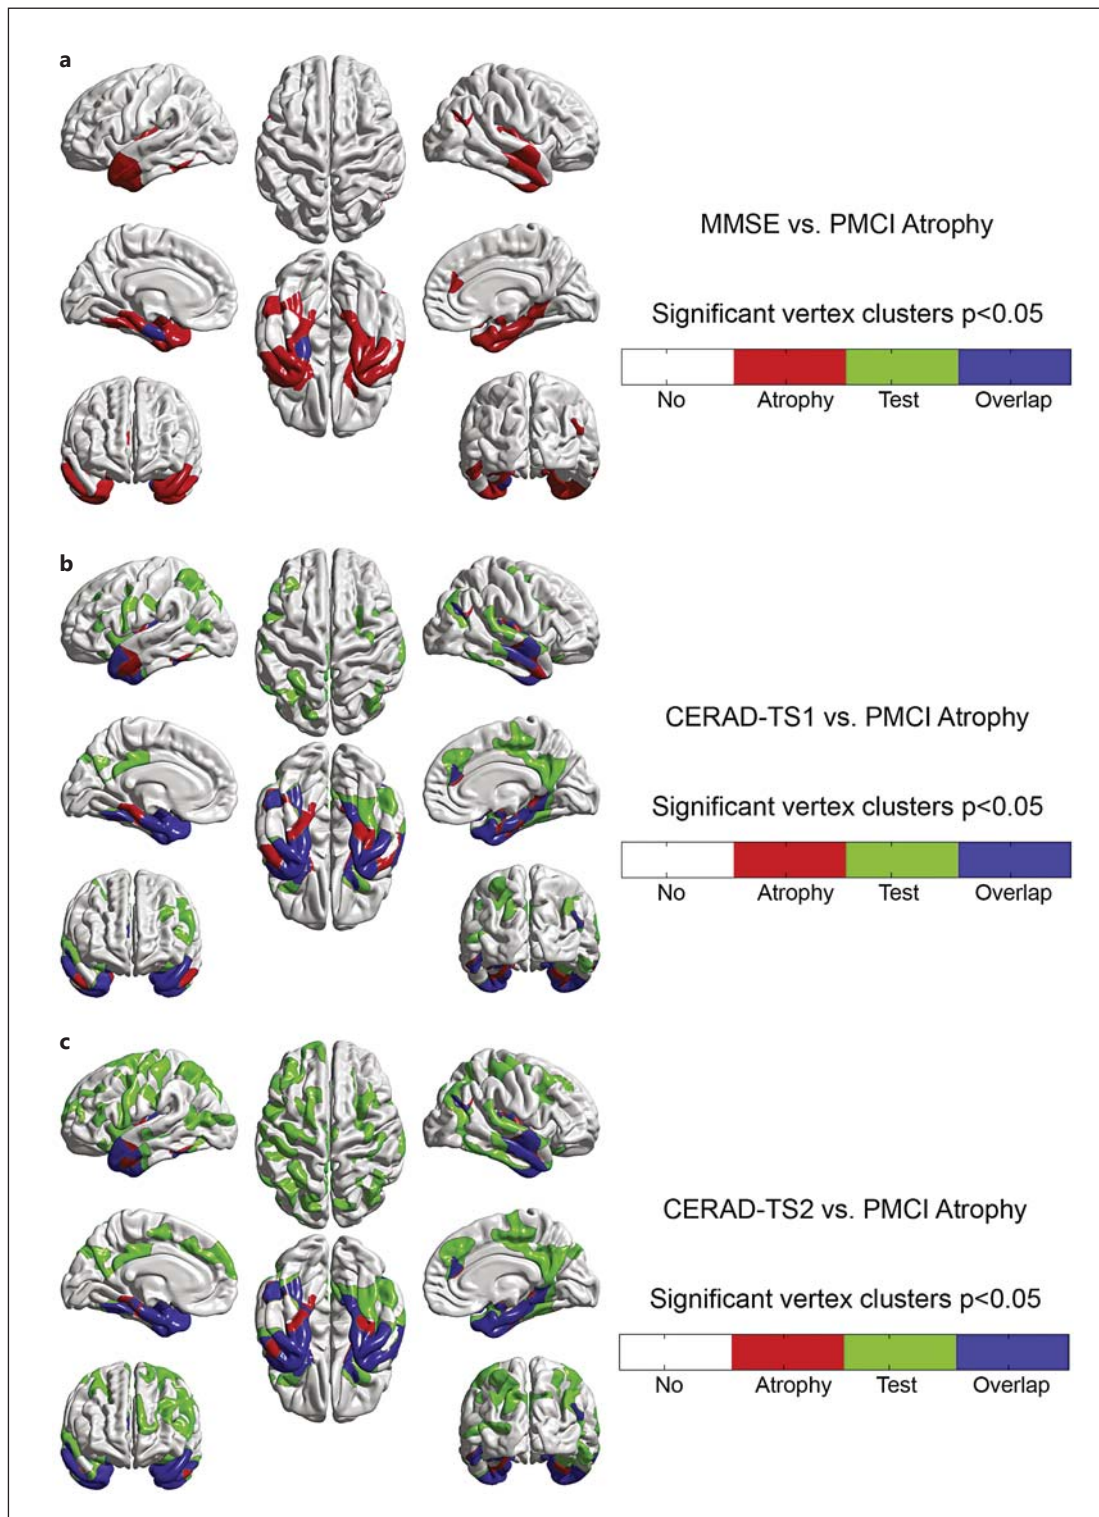 a
MMSE vs. PMCI Atrophy
Significant vertex clusters p<0.05
No Atrophy Test Overlap
b
CERAD-TS1 vs. PMCI Atrophy
Significant vertex clusters p<0.05
No Atrophy Test Overlap
c
CERAD-TS2 vs. PMCI Atrophy
Significant vertex clusters p<0.05
No Atrophy Test Overlap